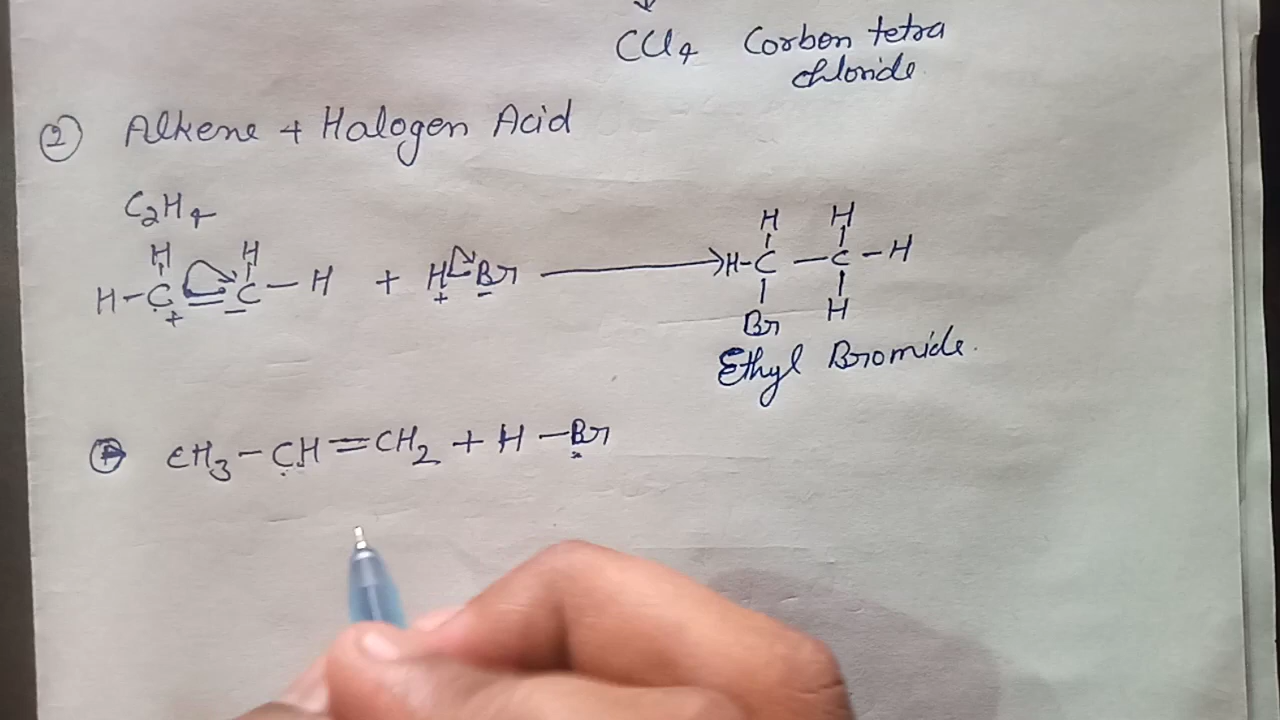 ↓
CCl4 Corbon tetra
chloride
② Alkene + Halogen Acid
C2H4
H H H H
H-C=C-H + H Br ⟶ H-C-C-H
+ - + -
Br H
Ethyl Bromide.
CH3-CH=CH2 + H-Br